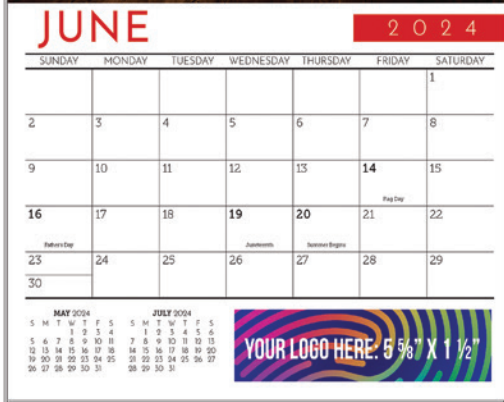 JUNE
2024
SUNDAY MONDAY TUESDAY WEDNESDAY THURSDAY FRIDAY SATURDAY
1
2 3 4 5 6 7 8
9 10 11 12 13 14 15
Flag Day
16 17 18 19 20 21 22
Father's Day Juneteenth Summer Begins
23 24 25 26 27 28 29
30
MAY 2024 JULY 2024
S M T W T F S S M T W T F S
1 2 3 4 1 2 3 4 5 6
5 6 7 8 9 10 11 7 8 9 10 11 12 13
12 13 14 15 16 17 18 14 15 16 17 18 19 20
19 20 21 22 23 24 25 21 22 23 24 25 26 27
26 27 28 29 30 31 28 29 30 31
YOUR LOGO HERE: 5 ⅝” X 1 ½”